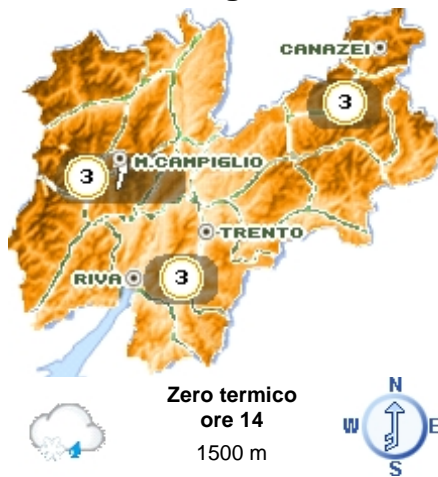 CANAZEI
3
M.CAMPIGLIO
3
TRENTO
RIVA
3
Zero termico
ore 14
1500 m
N
W E
S